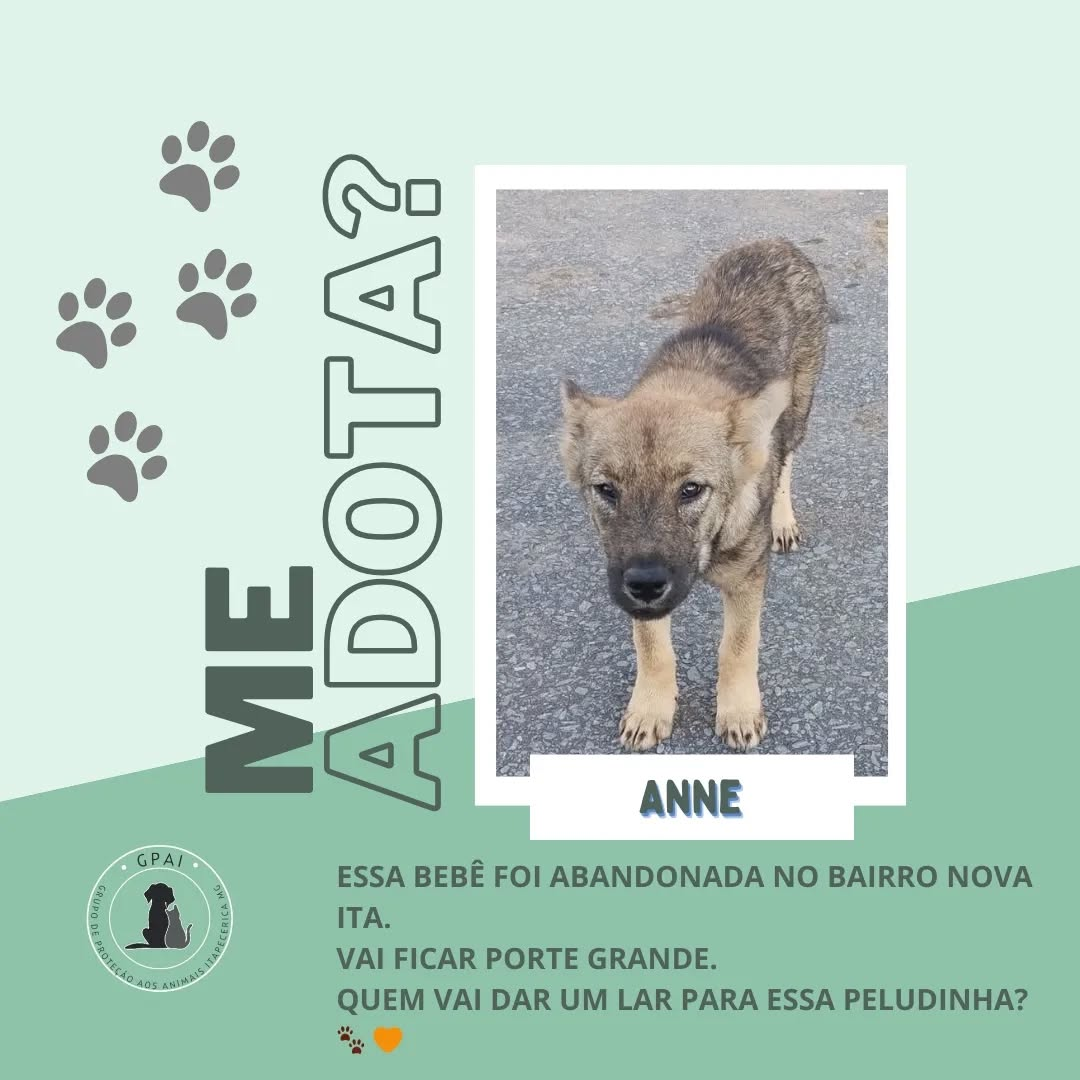 ME
ADOTA?
ANNE
GPAI
GRUPO DE PROTEÇÃO AOS ANIMAIS ITAPECERICA MG
ESSA BEBÊ FOI ABANDONADA NO BAIRRO NOVA
ITA.
VAI FICAR PORTE GRANDE.
QUEM VAI DAR UM LAR PARA ESSA PELUDINHA?
🐾 🧡